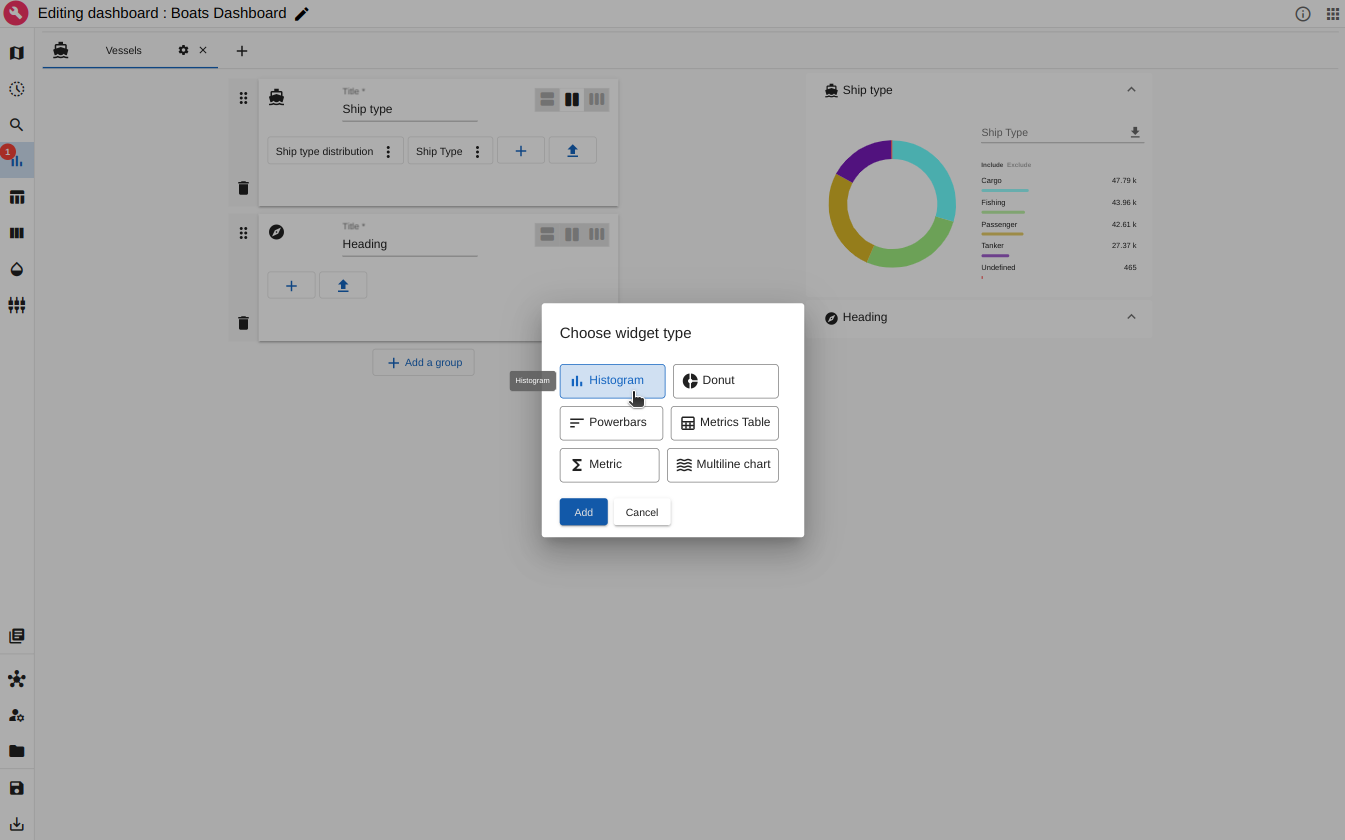 Editing dashboard : Boats Dashboard
Vessels
1
Title *
Ship type
Ship type distribution
Ship Type
Title *
Heading
Add a group
Ship type
Ship Type
Include Exclude
Cargo 47.79 k
Fishing 43.96 k
Passenger 42.61 k
Tanker 27.37 k
Undefined 465
Heading
Choose widget type
Histogram
Histogram
Donut
Powerbars
Metrics Table
Metric
Multiline chart
Add
Cancel